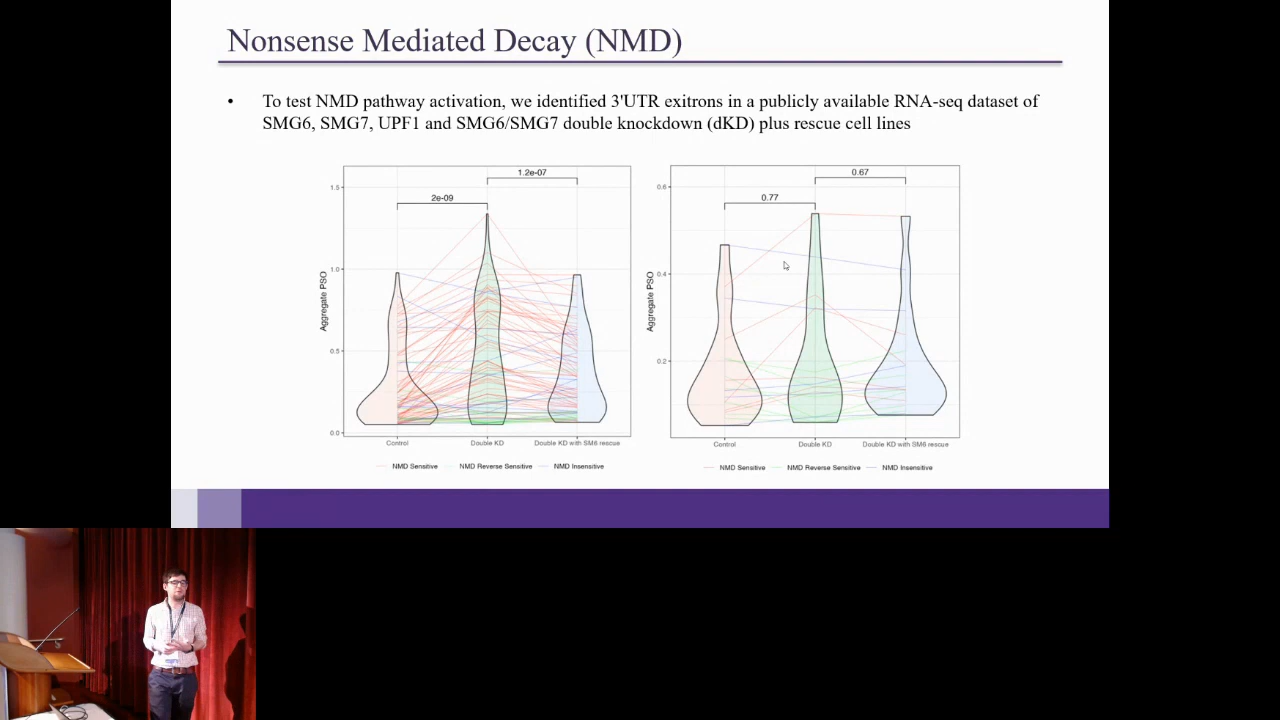 Nonsense Mediated Decay (NMD)
• To test NMD pathway activation, we identified 3'UTR exitrons in a publicly available RNA-seq dataset of
SMG6, SMG7, UPF1 and SMG6/SMG7 double knockdown (dKD) plus rescue cell lines
1.2e-07
2e-09
1.5
1.0
0.5
0.0
Aggregate PSO
Control
Double KD
Double KD with SM6 rescue
NMD Sensitive
NMD Reverse Sensitive
NMD Insensitive
0.67
0.77
0.6
0.4
0.2
Aggregate PSO
Control
Double KD
Double KD with SM6 rescue
NMD Sensitive
NMD Reverse Sensitive
NMD Insensitive